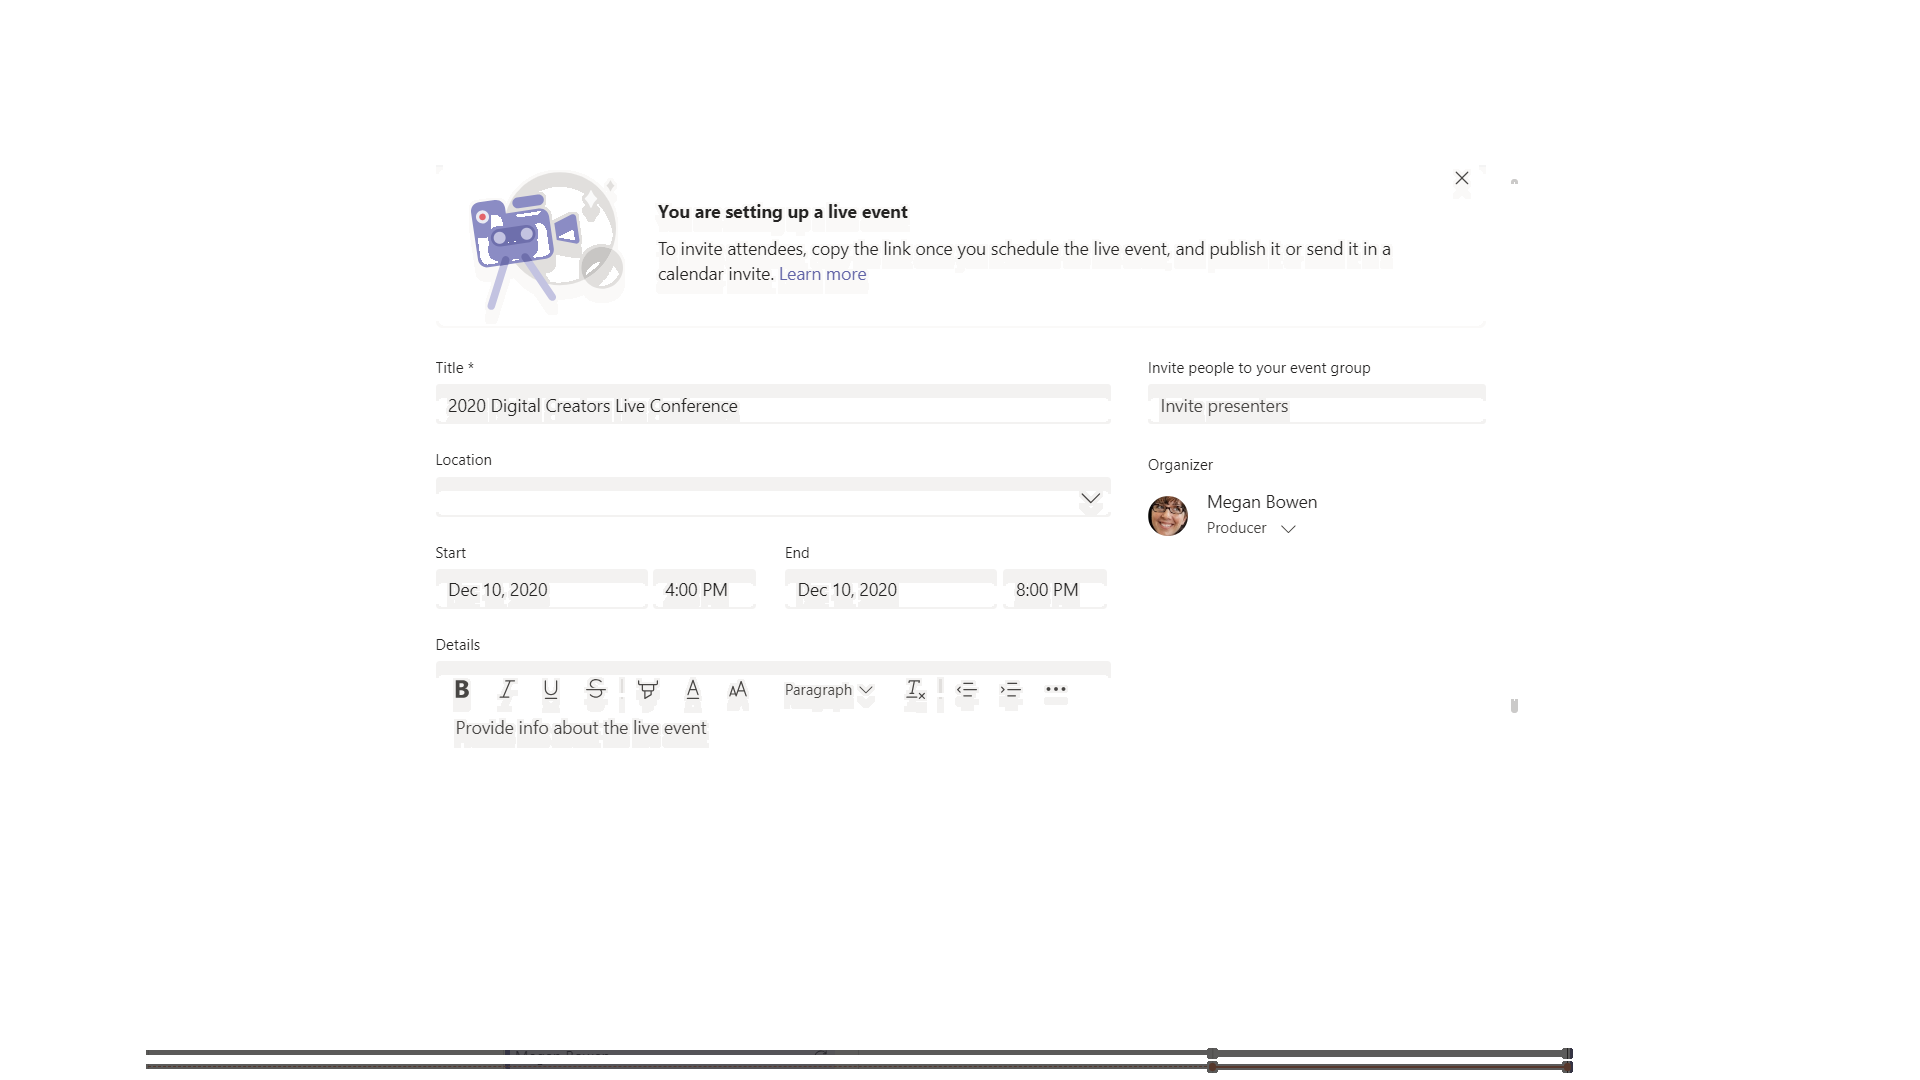 You are setting up a live event
To invite attendees, copy the link once you schedule the live event, and publish it or send it in a
calendar invite. Learn more
Title *
2020 Digital Creators Live Conference
Location
Start
End
Dec 10, 2020
4:00 PM
Dec 10, 2020
8:00 PM
Details
B I U S A AA Paragraph
Provide info about the live event
Invite people to your event group
Invite presenters
Organizer
Megan Bowen
Producer